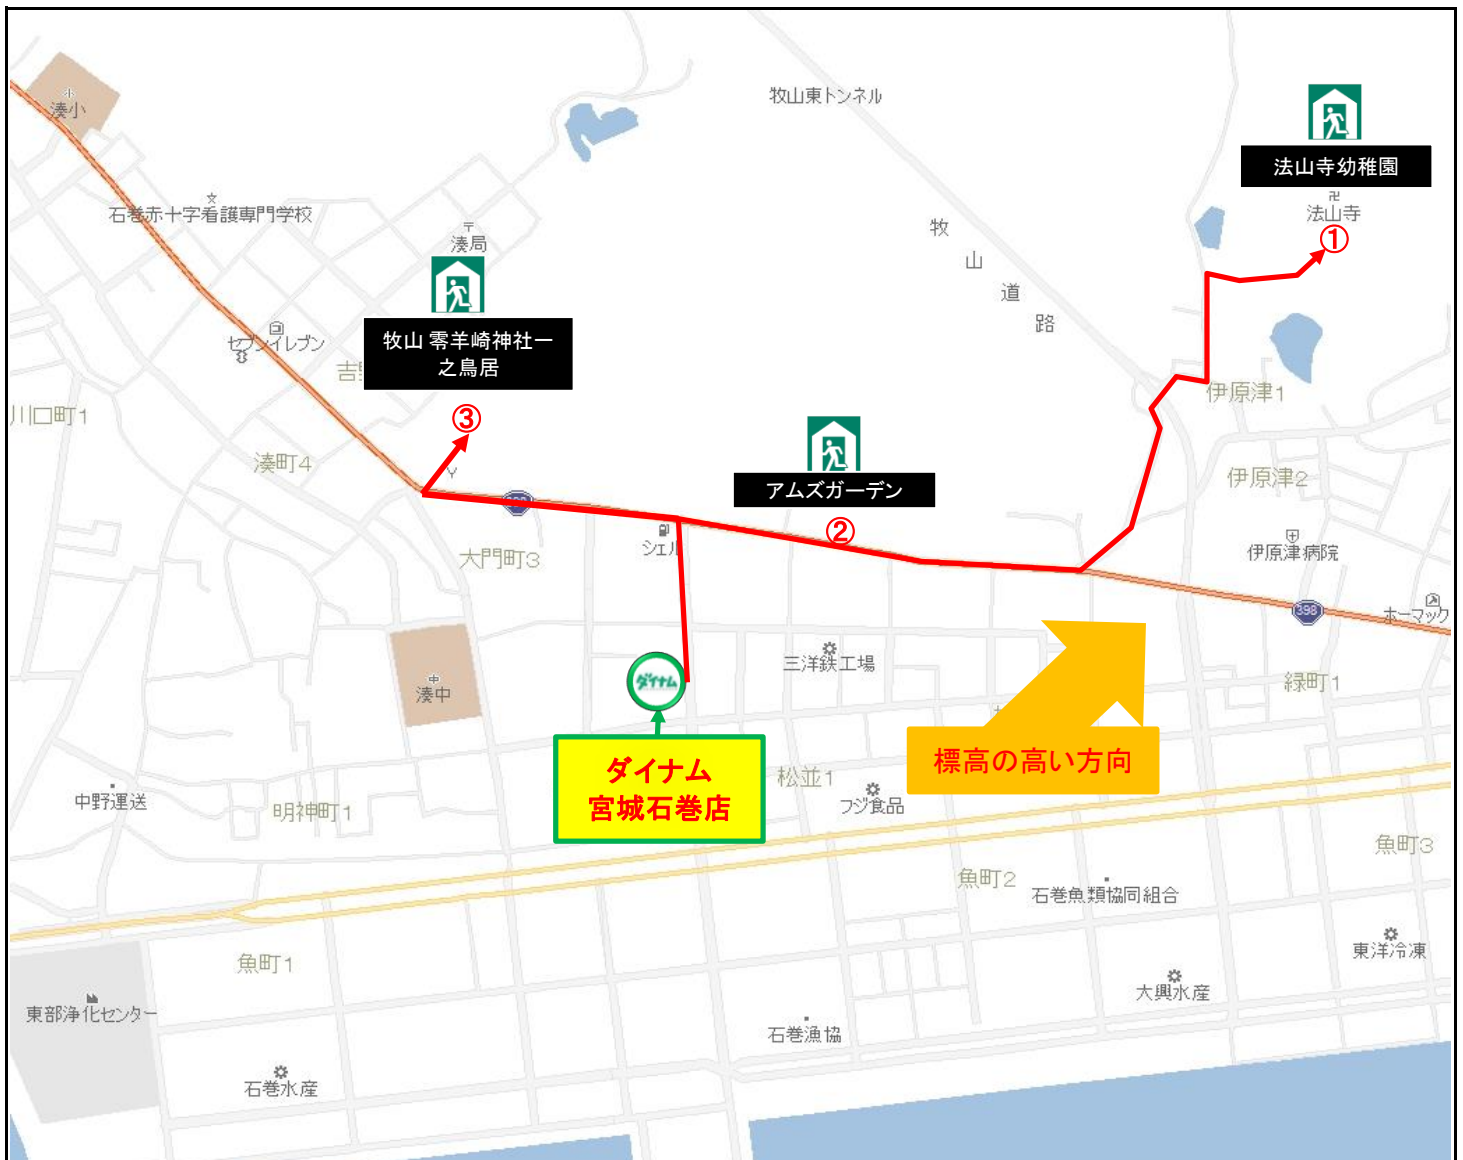 牧山東トンネル
小
湊小
法山寺幼稚園
卍
法山寺
①
文
石巻赤十字看護専門学校
〒
湊局
牧
山
道
路
セブンイレブン
牧山 零羊崎神社一
之鳥居
吉
川口町1
③
伊原津1
湊町4
伊原津2
アムズガーデン
②
シェル
大門町3
伊原津病院
398
ホーマック
三洋鉄工場
ダイナム
中
湊中
緑町1
ダイナム
宮城石巻店
標高の高い方向
松並1
フジ食品
中野運送
明神町1
魚町3
魚町2
石巻魚類協同組合
魚町1
東洋冷凍
大興水産
東部浄化センター
石巻漁協
石巻水産